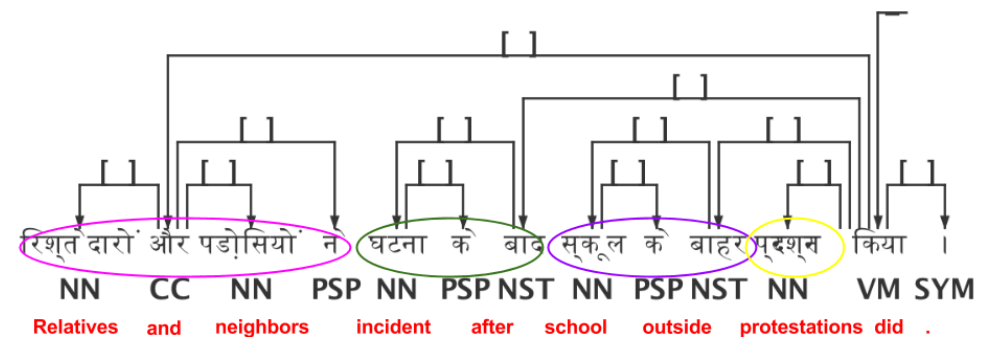 _
[ ]
[ ]
[ ] [ ] [ ] [ ]
[ ] [ ] [ ] [ ] [ ] [ ]
रिश्तेदारों और पड़ोसियों ने घटना के बाद स्कूल के बाहर प्रदर्शन किया ।
NN CC NN PSP NN PSP NST NN PSP NST NN VM SYM
Relatives and neighbors incident after school outside protestations did .